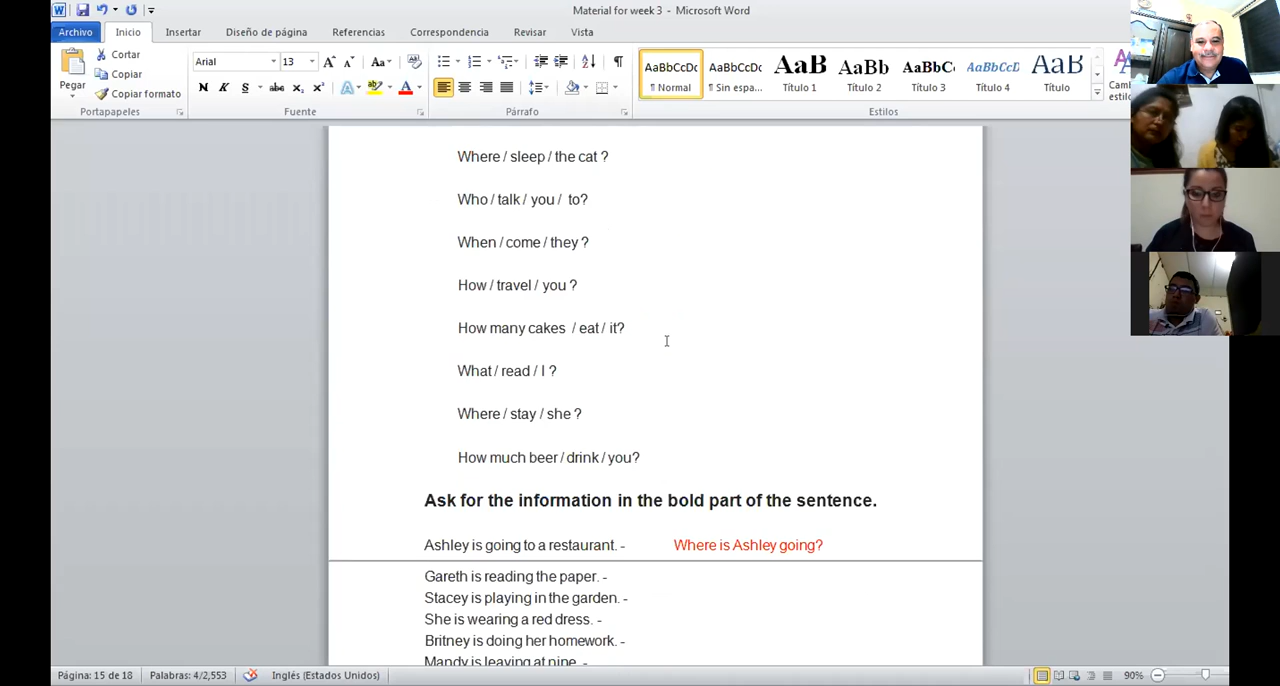 Material for week 3 - Microsoft Word
Archivo Inicio Insertar Diseño de página Referencias Correspondencia Revisar Vista
Pegar
Cortar
Copiar
Copiar formato
Portapapeles
Arial 13
Fuente
Párrafo
AaBbCcDc AaBbCcDc AaB AaBb AaBbC AaBbCcD AaB
¶ Normal ¶ Sin espa... Título 1 Título 2 Título 3 Título 4 Título
Estilos
Where / sleep / the cat ?
Who / talk / you / to?
When / come / they ?
How / travel / you ?
How many cakes / eat / it?
What / read / I ?
Where / stay / she ?
How much beer / drink / you?
Ask for the information in the bold part of the sentence.
Ashley is going to a restaurant. - Where is Ashley going?
Gareth is reading the paper. -
Stacey is playing in the garden. -
She is wearing a red dress. -
Britney is doing her homework. -
Mandy is leaving at nine. -
Página: 15 de 18 Palabras: 4/2,553 Inglés (Estados Unidos) 90%